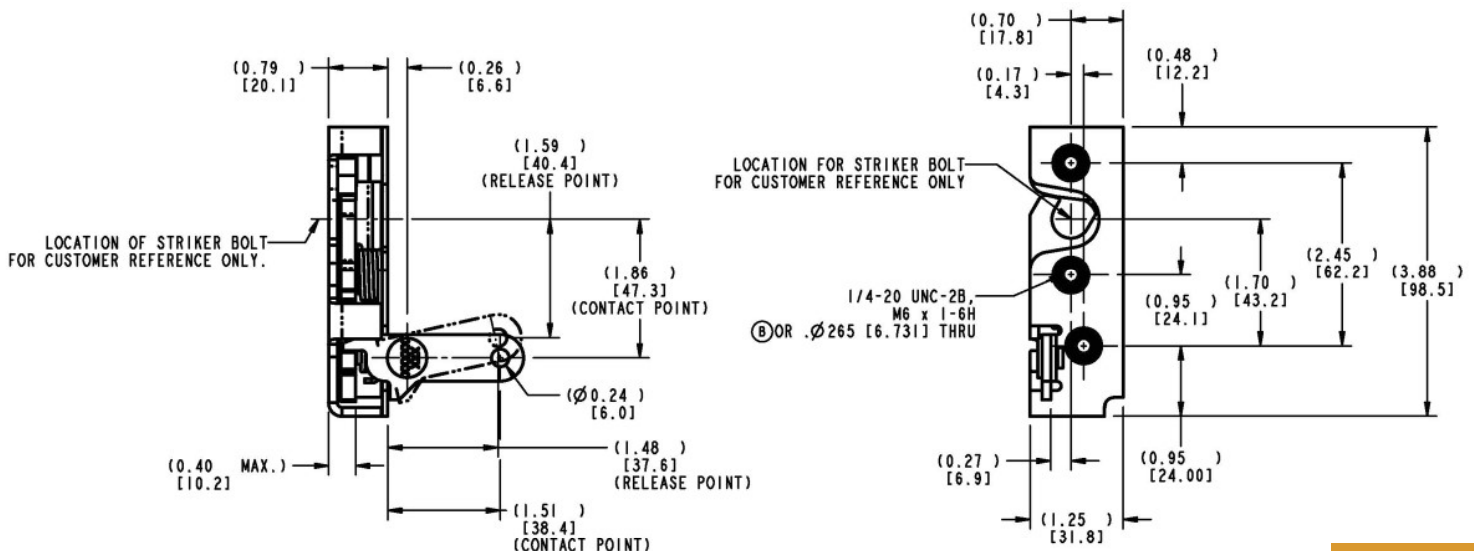 (0.79 )
[20.1]
(0.26 )
[6.6]
(1.59 )
[40.4]
(RELEASE POINT)
LOCATION OF STRIKER BOLT
FOR CUSTOMER REFERENCE ONLY.
(1.86 )
[47.3]
(CONTACT POINT)
(Ø0.24 )
[6.0]
(0.40 MAX.)
[10.2]
(1.48 )
[37.6]
(RELEASE POINT)
(1.51 )
[38.4]
(CONTACT POINT)
(0.70 )
[17.8]
(0.48 )
[12.2]
(0.17 )
[4.3]
LOCATION FOR STRIKER BOLT
FOR CUSTOMER REFERENCE ONLY
1/4-20 UNC-2B,
M6 x 1-6H
(B) OR .Ø265 [6.731] THRU
(2.45 )
[62.2]
(3.88 )
[98.5]
(1.70 )
[43.2]
(0.95 )
[24.1]
(0.27 )
[6.9]
(0.95 )
[24.00]
(1.25 )
[31.8]